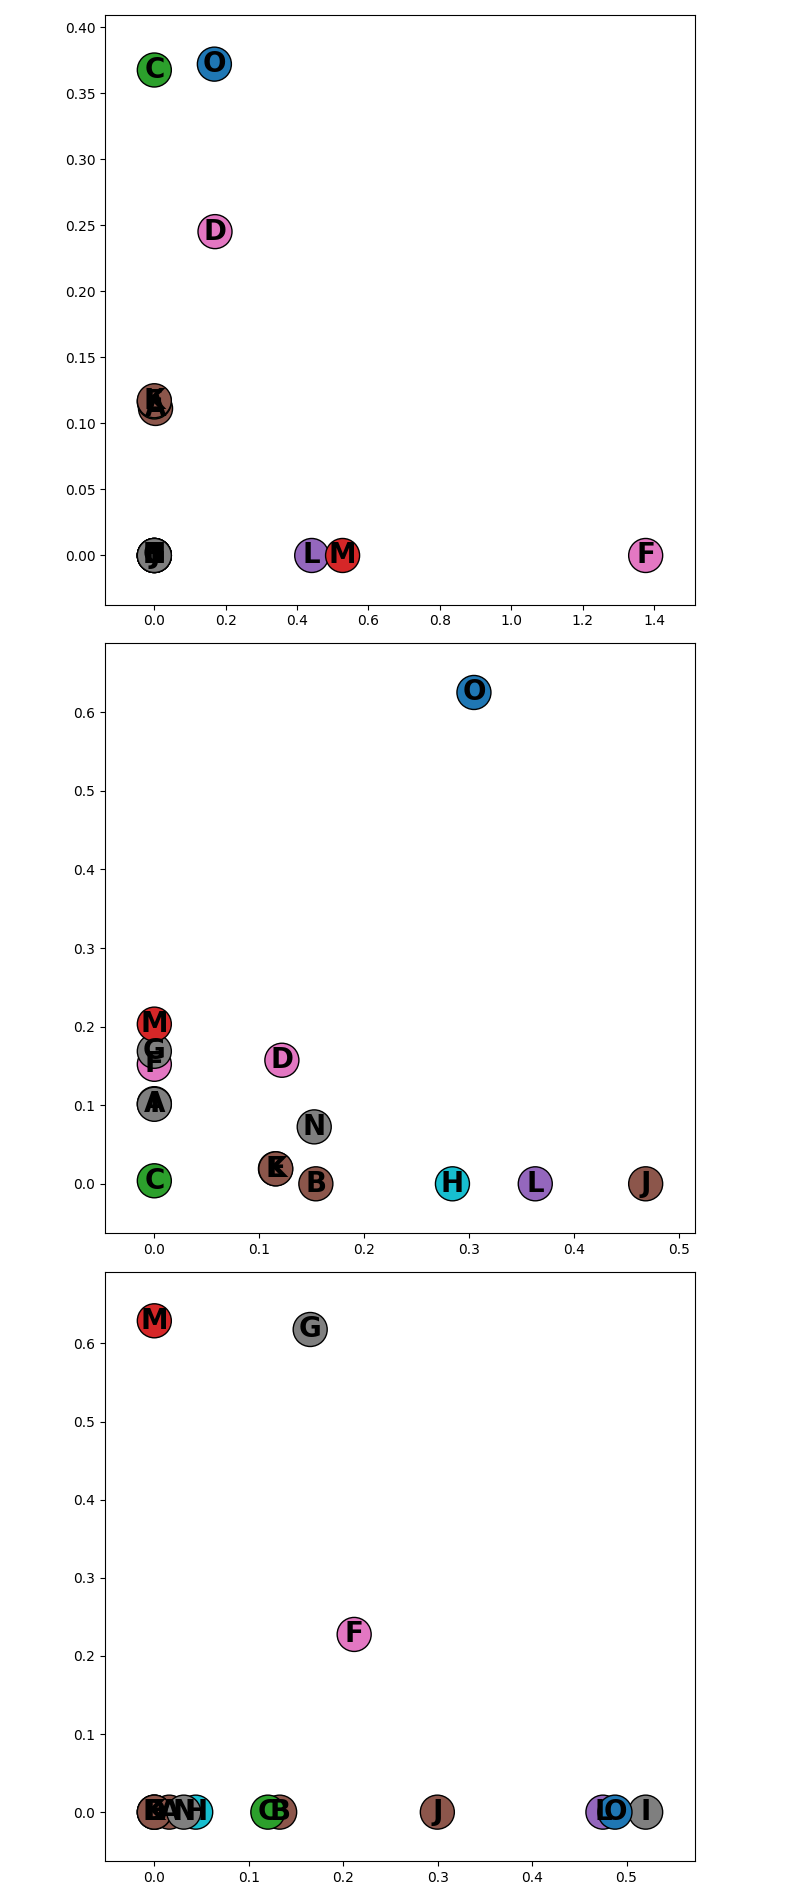 0.40
C O
0.35
0.30
D
0.25
0.20
0.15
K
A
0.10
0.05
0.00 L M F
0.0 0.2 0.4 0.6 0.8 1.0 1.2 1.4
O
0.6
0.5
0.4
0.3
M
0.2
G
F D
0.1 A N
K
C
0.0 B H L J
0.0 0.1 0.2 0.3 0.4 0.5
M G
0.6
0.5
0.4
0.3
F
0.2
0.1
0.0 A N H C B J L O I
0.0 0.1 0.2 0.3 0.4 0.5